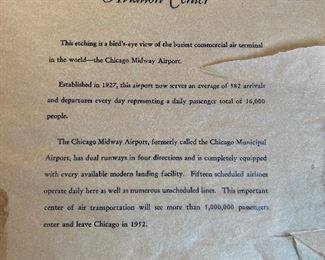 Aviation Center
This etching is a bird's-eye view of the busiest commercial air terminal
in the world—the Chicago Midway Airport.
Established in 1927, this airport now serves an average of 582 arrivals
and departures every day representing a daily passenger total of 16,000
people.
The Chicago Midway Airport, formerly called the Chicago Municipal
Airport, has dual runways in four directions and is completely equipped
with every available modern landing facility. Fifteen scheduled airlines
operate daily here as well as numerous unscheduled lines. This important
center of air transportation will see more than 5,000,000 passengers
enter and leave Chicago in 1952.